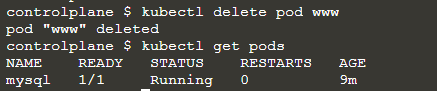 controlplane $ kubectl delete pod www
pod "www" deleted
controlplane $ kubectl get pods
NAME    READY   STATUS    RESTARTS   AGE
mysql   1/1     Running   0          9m